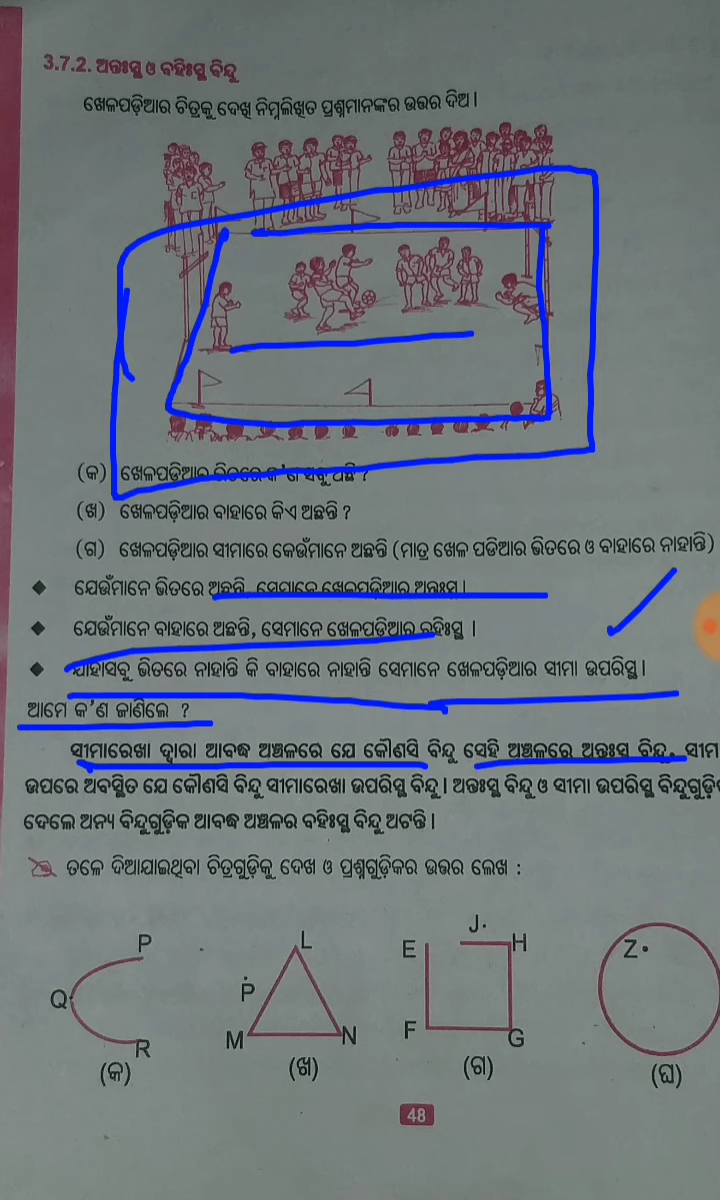 3.7.2. ଅନ୍ତଃସ୍ଥ ଓ ବହିଃସ୍ଥ ବିନ୍ଦୁ
ଖେଳପଡ଼ିଆର ଚିତ୍ରକୁ ଦେଖି ନିମ୍ନଲିଖିତ ପ୍ରଶ୍ନମାନଙ୍କର ଉତ୍ତର ଦିଅ।
(କ) ଖେଳପଡ଼ିଆର ଭିତରେ କ'ଣ ସବୁ ଅଛି ?
(ଖ) ଖେଳପଡ଼ିଆର ବାହାରେ କିଏ ଅଛନ୍ତି ?
(ଗ) ଖେଳପଡ଼ିଆର ସୀମାରେ କେଉଁମାନେ ଅଛନ୍ତି (ମାତ୍ର ଖେଳ ପଡିଆର ଭିତରେ ଓ ବାହାରେ ନାହାନ୍ତି)
◆ ଯେଉଁମାନେ ଭିତରେ ଅଛନ୍ତି, ସେମାନେ ଖେଳପଡ଼ିଆର ଅନ୍ତଃସ୍ଥ।
◆ ଯେଉଁମାନେ ବାହାରେ ଅଛନ୍ତି, ସେମାନେ ଖେଳପଡ଼ିଆର ବହିଃସ୍ଥ।
◆ ଯାହାସବୁ ଭିତରେ ନାହାନ୍ତି କି ବାହାରେ ନାହାନ୍ତି ସେମାନେ ଖେଳପଡ଼ିଆର ସୀମା ଉପରିସ୍ଥ।
ଆମେ କ'ଣ ଜାଣିଲେ ?
ସୀମାରେଖା ଦ୍ୱାରା ଆବଦ୍ଧ ଅଞ୍ଚଳରେ ଯେ କୌଣସି ବିନ୍ଦୁ ସେହି ଅଞ୍ଚଳରେ ଅନ୍ତଃସ୍ଥ ବିନ୍ଦୁ, ସୀମା
ଉପରେ ଅବସ୍ଥିତ ଯେ କୌଣସି ବିନ୍ଦୁ ସୀମାରେଖା ଉପରିସ୍ଥ ବିନ୍ଦୁ। ଅନ୍ତଃସ୍ଥ ବିନ୍ଦୁ ଓ ସୀମା ଉପରିସ୍ଥ ବିନ୍ଦୁଗୁଡ଼ିକ
ଦେଲେ ଅନ୍ୟ ବିନ୍ଦୁଗୁଡ଼ିକ ଆବଦ୍ଧ ଅଞ୍ଚଳର ବହିଃସ୍ଥ ବିନ୍ଦୁ ଅଟନ୍ତି।
ତଳେ ଦିଆଯାଇଥିବା ଚିତ୍ରଗୁଡ଼ିକୁ ଦେଖ ଓ ପ୍ରଶ୍ନଗୁଡ଼ିକର ଉତ୍ତର ଲେଖ :
P Q R (କ)
L P M N (ଖ)
J E H F G (ଗ)
Z (ଘ)
48